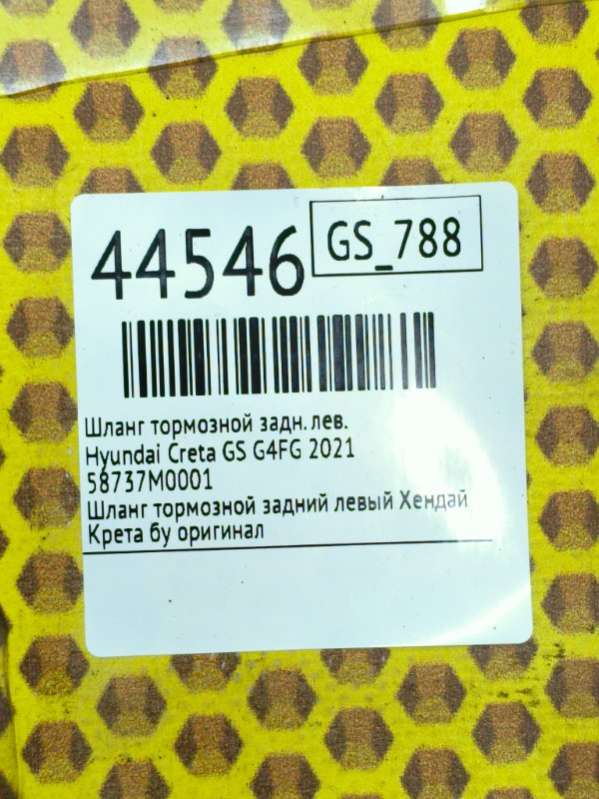 44546
GS_788
Шланг тормозной задн. лев.
Hyundai Creta GS G4FG 2021
58737M0001
Шланг тормозной задний левый Хендай
Крета бу оригинал